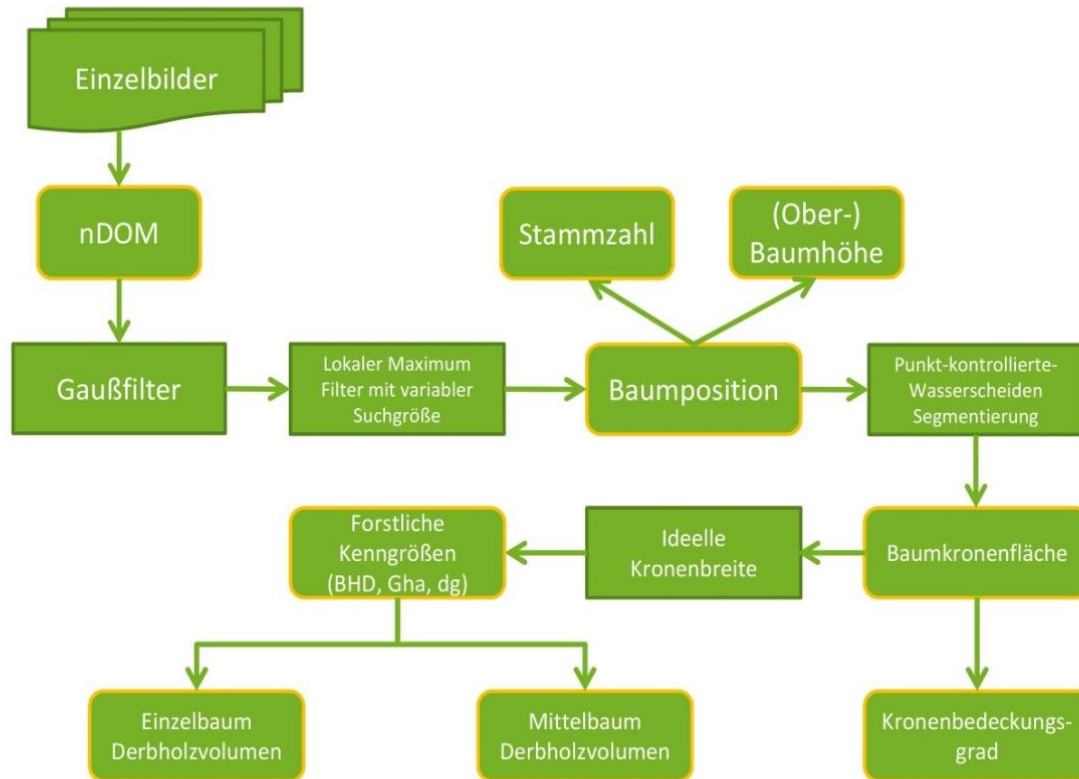 Einzelbilder
nDOM
Stammzahl
(Ober-)
Baumhöhe
Gaußfilter
Lokaler Maximum
Filter mit variabler
Suchgröße
Baumposition
Punkt-kontrollierte-
Wasserscheiden
Segmentierung
Forstliche
Kenngrößen
(BHD, Gha, dg)
Ideelle
Kronenbreite
Baumkronenfläche
Einzelbaum
Derbholzvolumen
Mittelbaum
Derbholzvolumen
Kronenbedeckungs-
grad